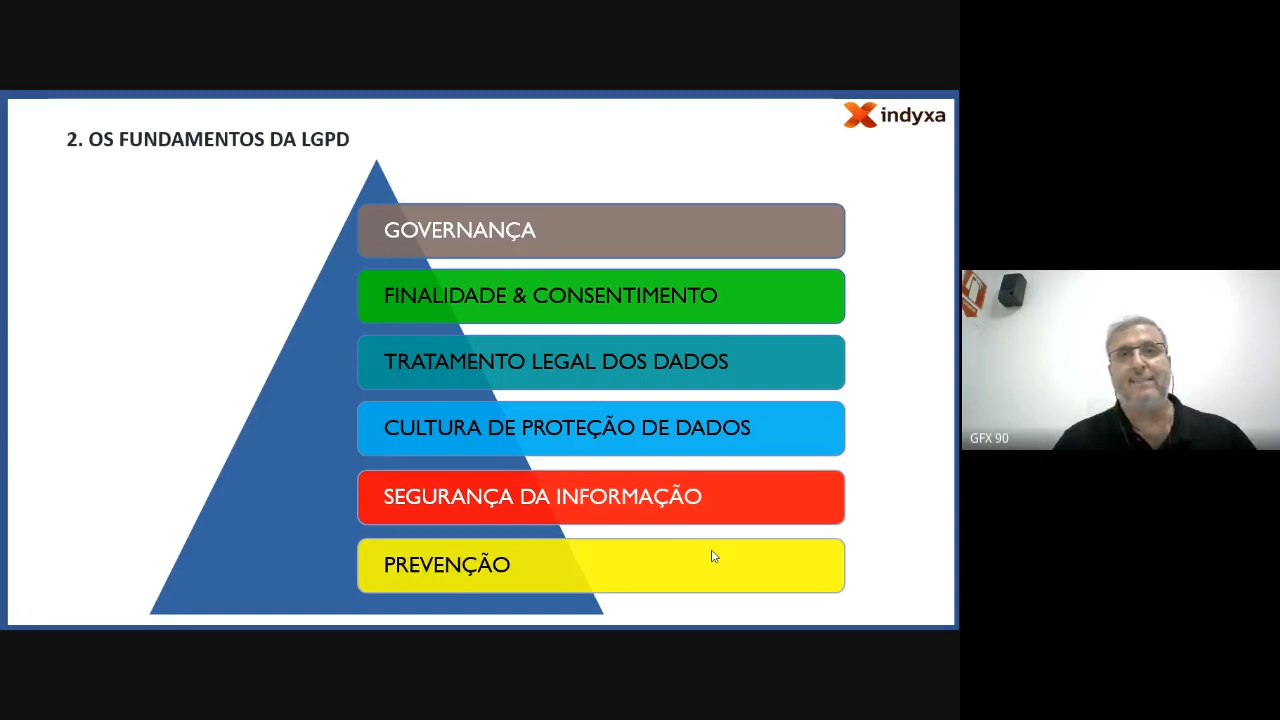 indyxa
2. OS FUNDAMENTOS DA LGPD
GOVERNANÇA
FINALIDADE & CONSENTIMENTO
TRATAMENTO LEGAL DOS DADOS
CULTURA DE PROTEÇÃO DE DADOS
SEGURANÇA DA INFORMAÇÃO
PREVENÇÃO
GFX 90